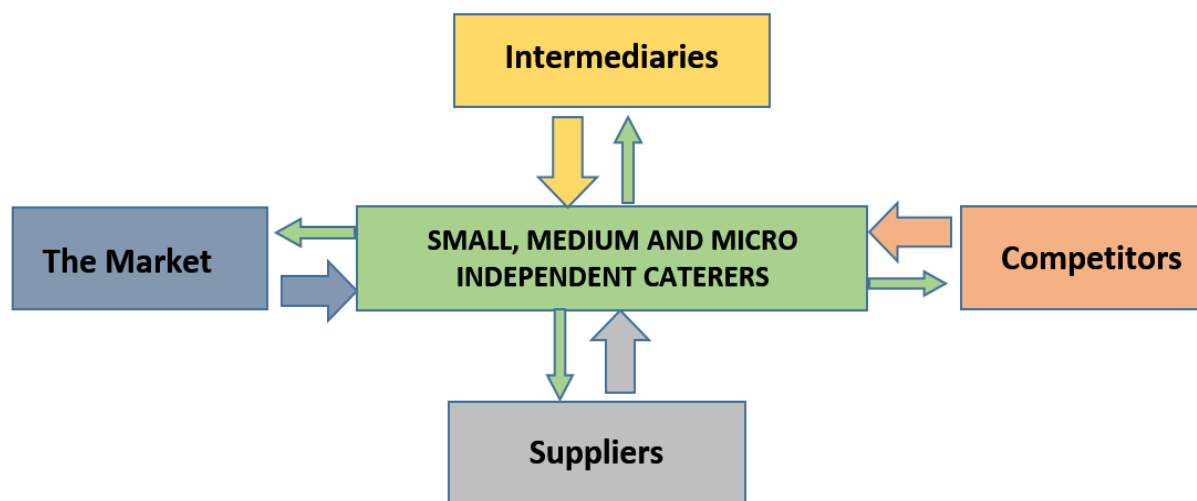 Intermediaries
The Market
SMALL, MEDIUM AND MICRO
INDEPENDENT CATERERS
Competitors
Suppliers